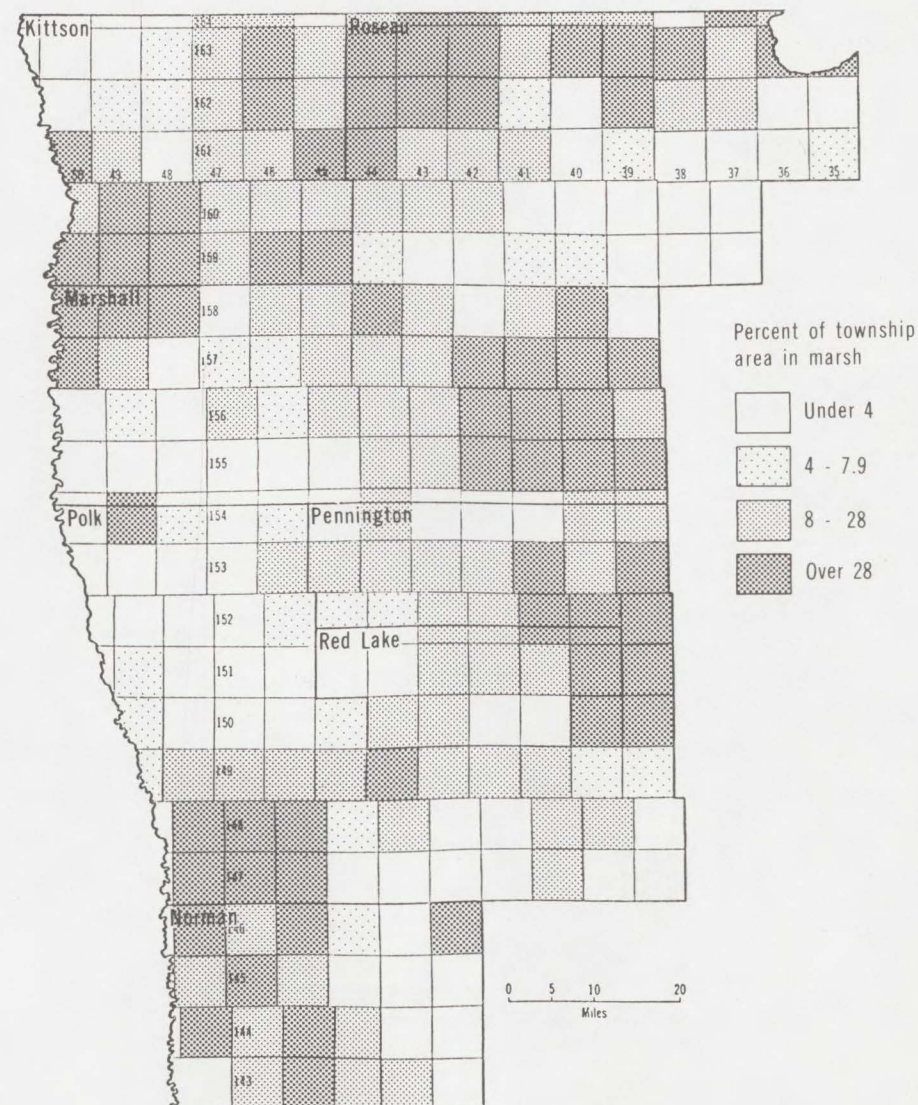 Kittson
164
Roseau
163
162
161
50 49 48 47 46 45 44 43 42 41 40 39 38 37 36 35
160
159
Marshall
158
157
156
155
Polk
154
Pennington
153
152
Red Lake
151
150
149
148
147
Norman
146
145
144
143
Percent of township
area in marsh
Under 4
4 - 7.9
8 - 28
Over 28
0 5 10 20
Miles